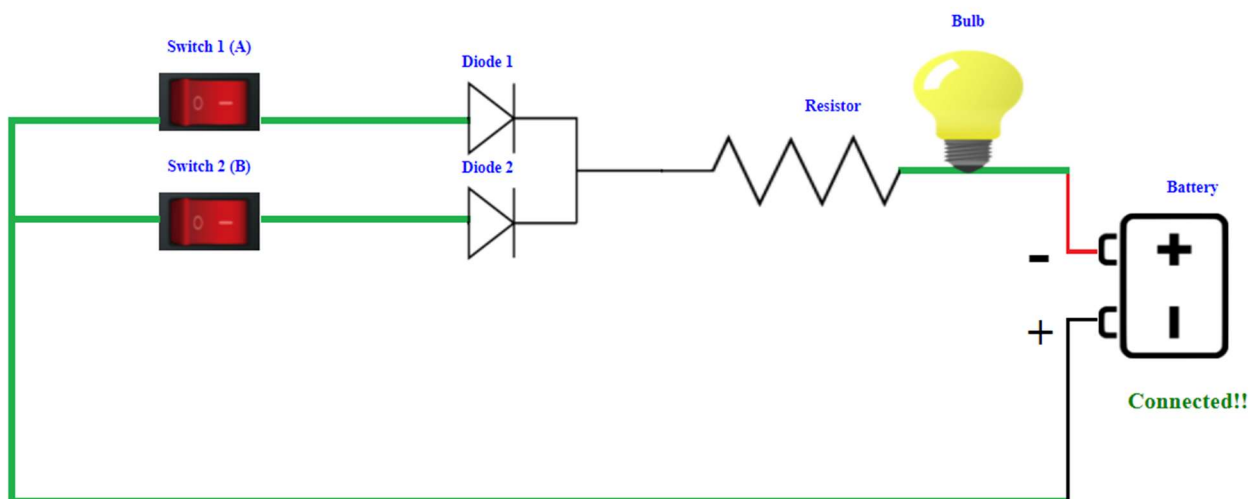 Bulb
Switch 1 (A)
Diode 1
Resistor
O –
Switch 2 (B)
Diode 2
Battery
O –
-
+
+
–
Connected!!